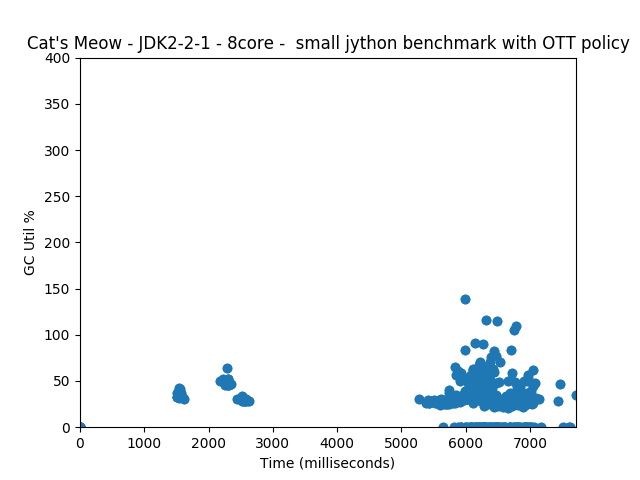 Cat's Meow - JDK2-2-1 - 8core -  small jython benchmark with OTT policy
400
350
300
250
200
150
100
50
0
GC Util %
0 1000 2000 3000 4000 5000 6000 7000
Time (milliseconds)